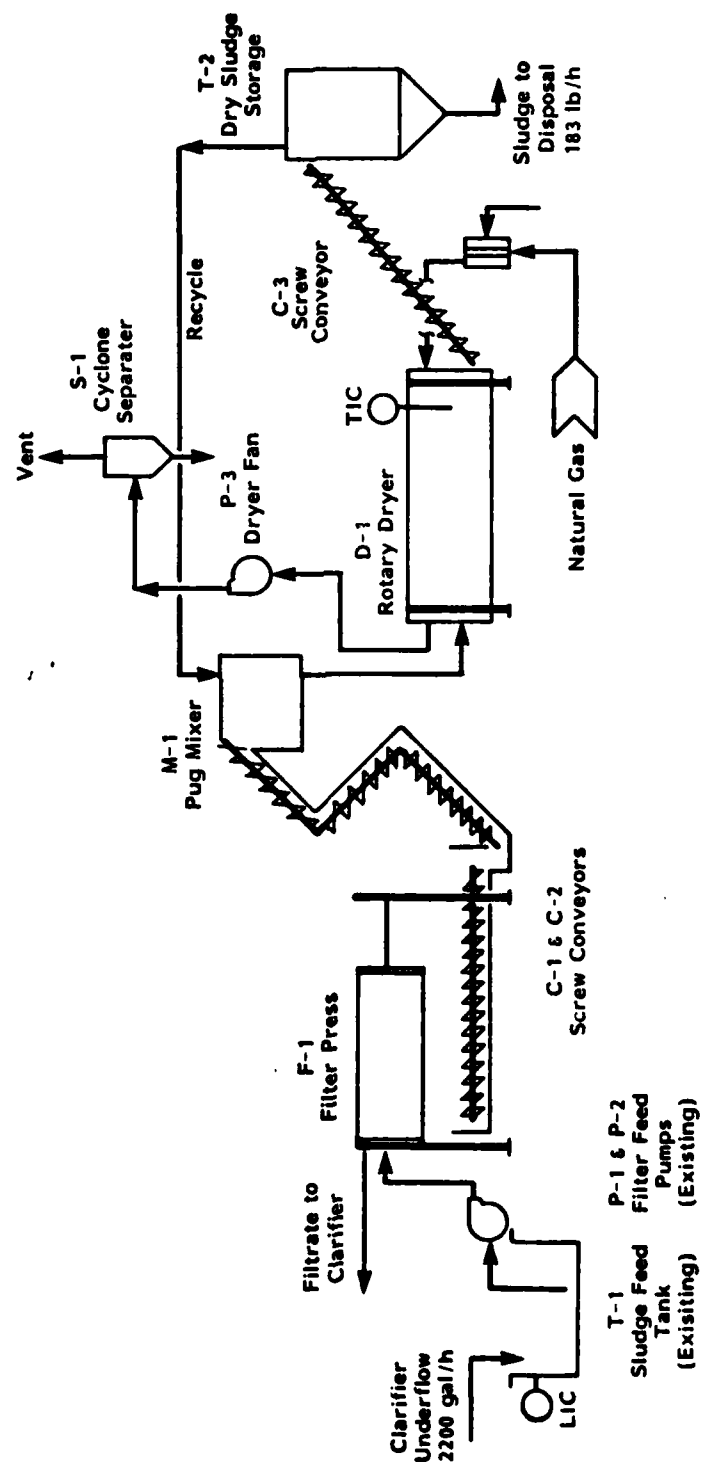 Clarifier
Underflow
2200 gal/h
LIC
T-1
Sludge Feed
Tank
(Exisiting)
P-1 & P-2
Filter Feed
Pumps
(Existing)
Filtrate to
Clarifier
F-1
Filter Press
C-1 & C-2
Screw Conveyors
M-1
Pug Mixer
Recycle
Vent
S-1
Cyclone
Separater
P-3
Dryer Fan
D-1
Rotary Dryer
TIC
Natural Gas
C-3
Screw
Conveyor
T-2
Dry Sludge
Storage
Sludge to
Disposal
183 lb/h